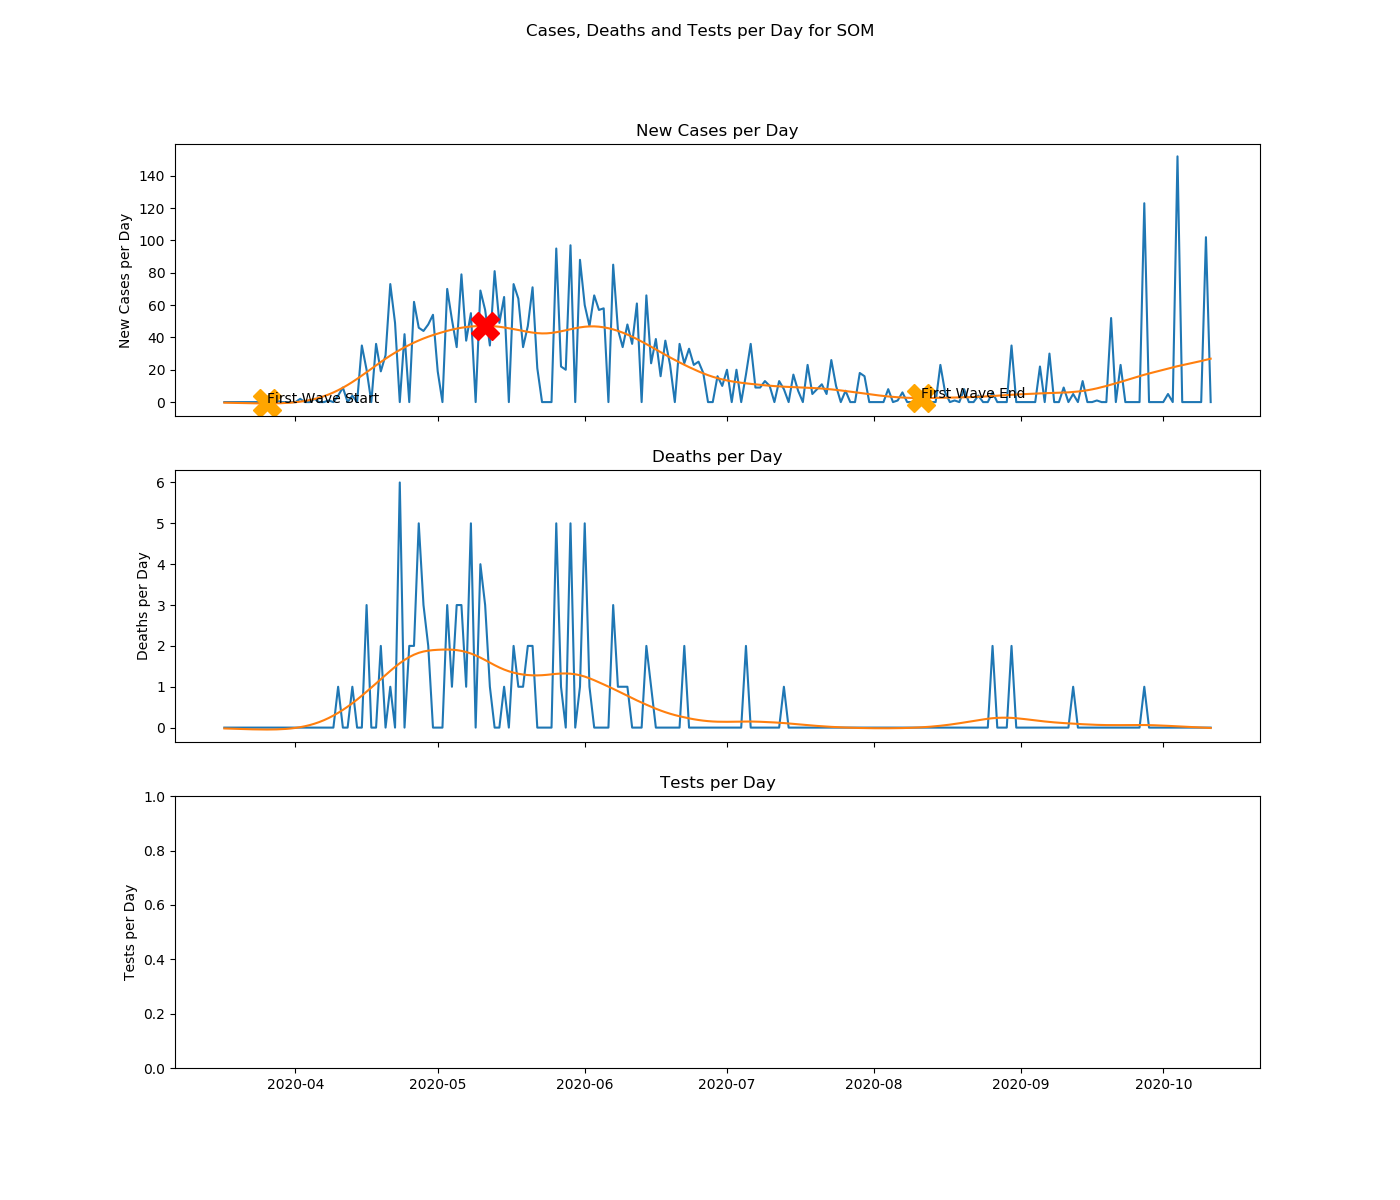 Cases, Deaths and Tests per Day for SOM
New Cases per Day
New Cases per Day
140
120
100
80
60
40
20
0
First Wave Start
First Wave End
Deaths per Day
Deaths per Day
6
5
4
3
2
1
0
Tests per Day
Tests per Day
1.0
0.8
0.6
0.4
0.2
0.0
2020-04 2020-05 2020-06 2020-07 2020-08 2020-09 2020-10